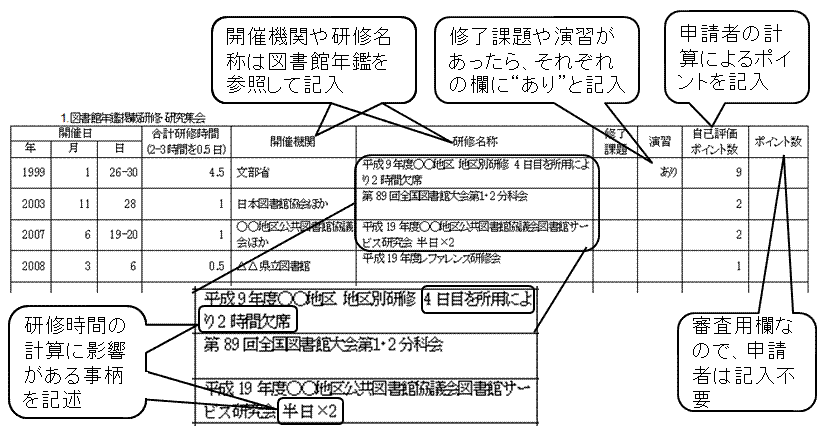 開催機関や研修名
称は図書館年鑑を
参照して記入
修了課題や演習が
あったら、それぞれ
の欄に“あり”と記入
申請者の計
算によるポイ
ントを記入
1.図書館年鑑掲載研修・研究集会
開催日 合計研修時間 開催機関 研修名称 修了 演習 自己評価 ポイント数
年 月 日 (2-3時間を0.5日) 課題 ポイント数
1999 1 26-30 4.5 文部省 平成9年度〇〇地区 地区別研修 4日目を所用によ あり 9
り2時間欠席
2003 11 28 1 日本図書館協会ほか 第89回全国図書館大会第1・2分科会 2
2007 6 19-20 1 〇〇地区公共図書館協議 平成19年度〇〇地区公共図書館協議会図書館サー 2
会ほか ビス研究会 半日×2
2008 3 6 0.5 △△県立図書館 平成19年度レファレンス研修会 1
平成9年度〇〇地区 地区別研修 4日目を所用によ
り2時間欠席
第89回全国図書館大会第1・2分科会
平成19年度〇〇地区公共図書館協議会図書館サー
ビス研究会 半日×2
研修時間の
計算に影響
がある事柄
を記述
審査用欄な
ので、申請
者は記入不
要